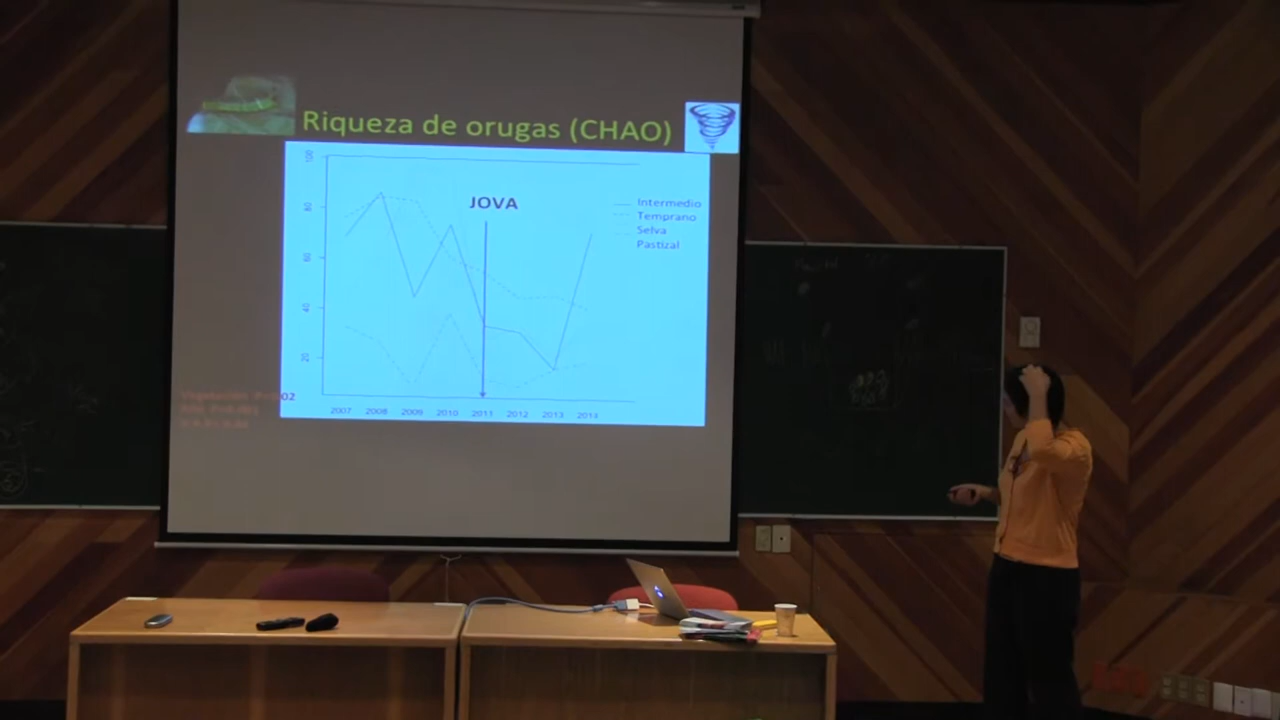 Riqueza de orugas (CHAO)
100
80
60
40
20
JOVA
Intermedio
Temprano
Selva
Pastizal
2007 2008 2009 2010 2011 2012 2013 2014